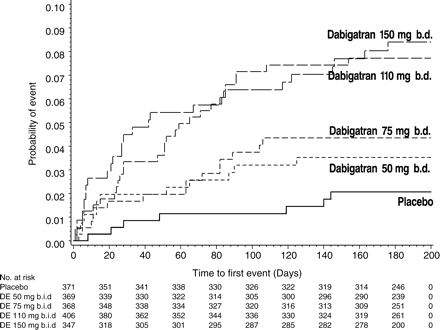 0.10
0.09
0.08
0.07
0.06
0.05
0.04
0.03
0.02
0.01
0.00
Probability of event
Dabigatran 150 mg b.d.
Dabigatran 110 mg b.d.
Dabigatran 75 mg b.d.
Dabigatran 50 mg b.d.
Placebo
0 20 40 60 80 100 120 140 160 180 200
Time to first event (Days)
No. at risk
Placebo 371 351 341 338 330 326 322 319 314 246 0
DE 50 mg b.i.d 369 339 330 322 314 305 300 296 290 239 0
DE 75 mg b.i.d 368 348 338 334 327 320 316 313 309 251 0
DE 110 mg b.i.d 406 380 362 352 344 336 330 324 319 261 0
DE 150 mg b.i.d 347 318 305 301 295 287 285 282 278 200 0